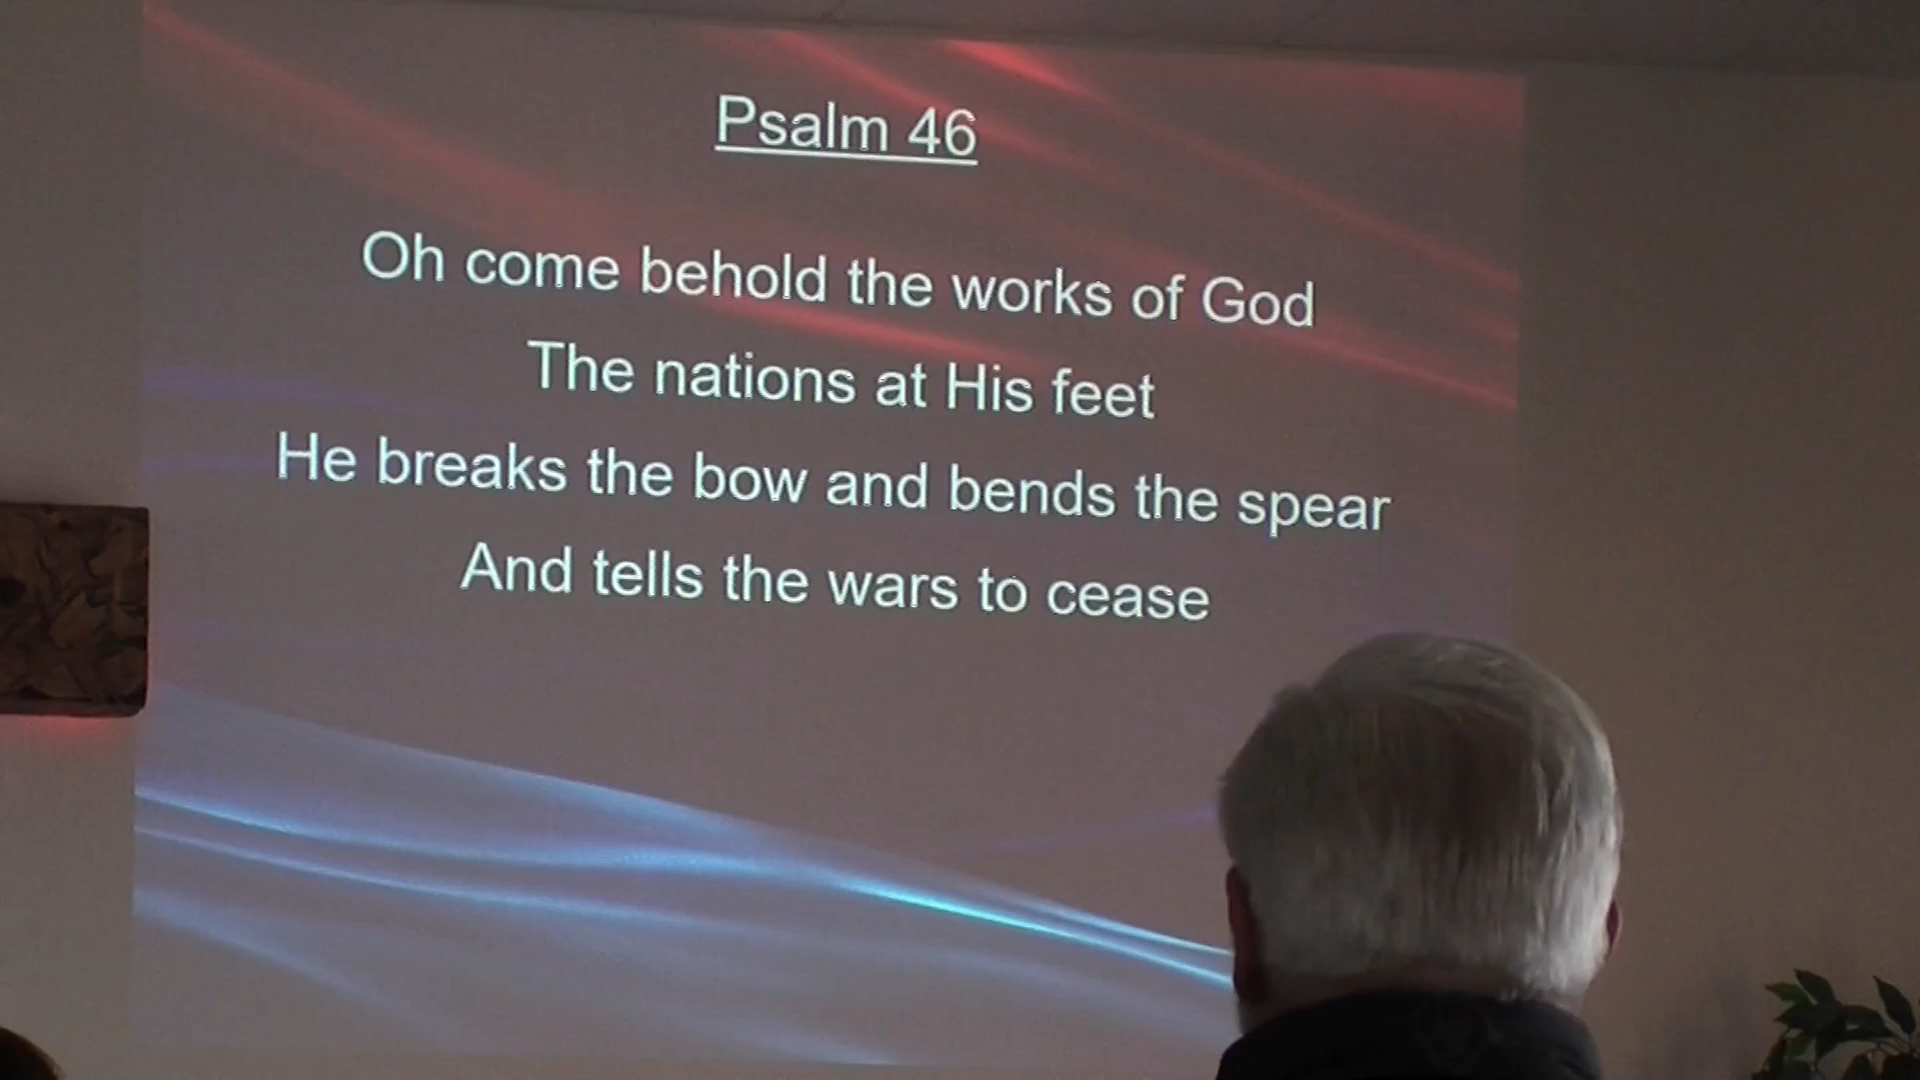 Psalm 46
Oh come behold the works of God
The nations at His feet
He breaks the bow and bends the spear
And tells the wars to cease